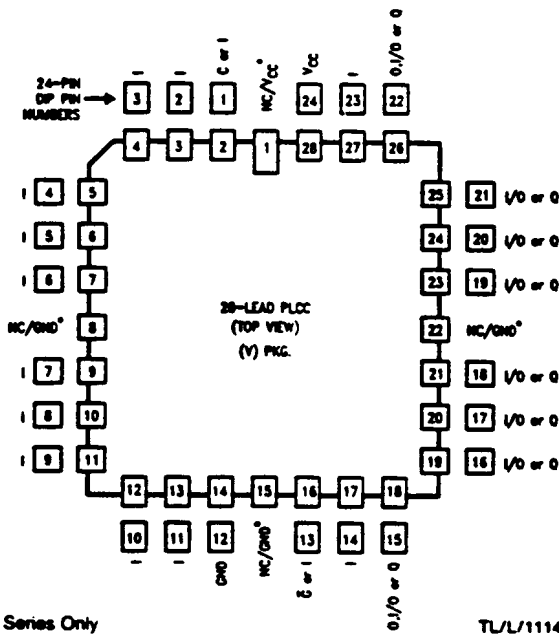 24-PIN
DIP PIN
NUMBERS
I I C or I NC/VCC* VCC I O,I/O or Q
3 2 1 24 23 22
4 3 2 1 28 27 26
I 4 5 25 21 I/O or Q
I 5 6 24 20 I/O or Q
I 6 7 23 19 I/O or Q
NC/GND* 8 22 NC/GND*
I 7 9 21 18 I/O or Q
I 8 10 20 17 I/O or Q
I 9 11 19 16 I/O or Q
28-LEAD PLCC
(TOP VIEW)
(V) PKG.
12 13 14 15 16 17 18
10 11 12 13 14 15
I I GND NC/GND* I O,I/O or Q
Series Only
TL/L/1114